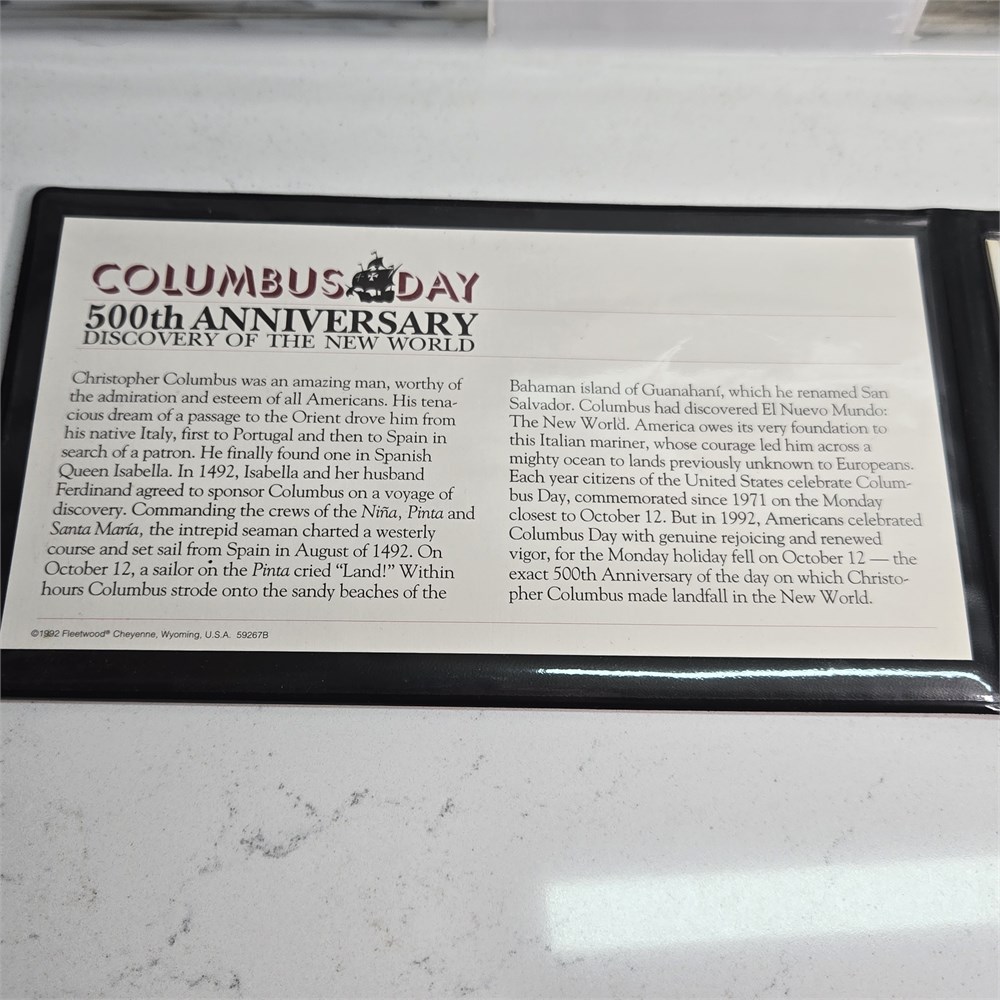 COLUMBUS DAY
500th ANNIVERSARY
DISCOVERY OF THE NEW WORLD
Christopher Columbus was an amazing man, worthy of
the admiration and esteem of all Americans. His tena-
cious dream of a passage to the Orient drove him from
his native Italy, first to Portugal and then to Spain in
search of a patron. He finally found one in Spanish
Queen Isabella. In 1492, Isabella and her husband
Ferdinand agreed to sponsor Columbus on a voyage of
discovery. Commanding the crews of the Niña, Pinta and
Santa María, the intrepid seaman charted a westerly
course and set sail from Spain in August of 1492. On
October 12, a sailor on the Pinta cried “Land!” Within
hours Columbus strode onto the sandy beaches of the
Bahaman island of Guanahaní, which he renamed San
Salvador. Columbus had discovered El Nuevo Mundo:
The New World. America owes its very foundation to
this Italian mariner, whose courage led him across a
mighty ocean to lands previously unknown to Europeans.
Each year citizens of the United States celebrate Colum-
bus Day, commemorated since 1971 on the Monday
closest to October 12. But in 1992, Americans celebrated
Columbus Day with genuine rejoicing and renewed
vigor, for the Monday holiday fell on October 12 — the
exact 500th Anniversary of the day on which Christo-
pher Columbus made landfall in the New World.
©1992 Fleetwood® Cheyenne, Wyoming, U.S.A. 59267B